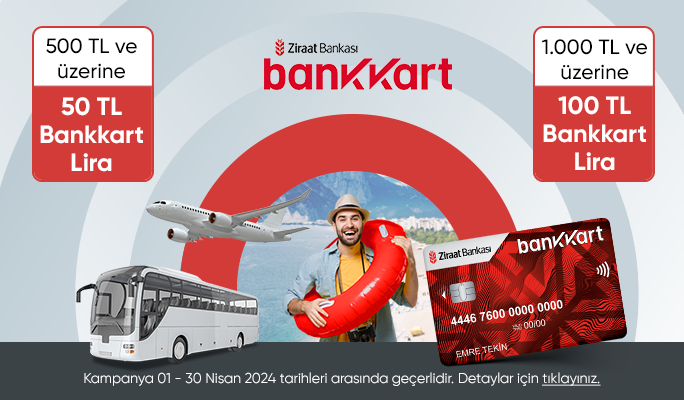 500 TL ve
üzerine
50 TL
Bankkart
Lira
Ziraat Bankası
bankkart
1.000 TL ve
üzerine
100 TL
Bankkart
Lira
Ziraat Bankası
bankkart
4446 7600 0000 0000
00/00
EMRE TEKİN
Kampanya 01 - 30 Nisan 2024 tarihleri arasında geçerlidir. Detaylar için tıklayınız.